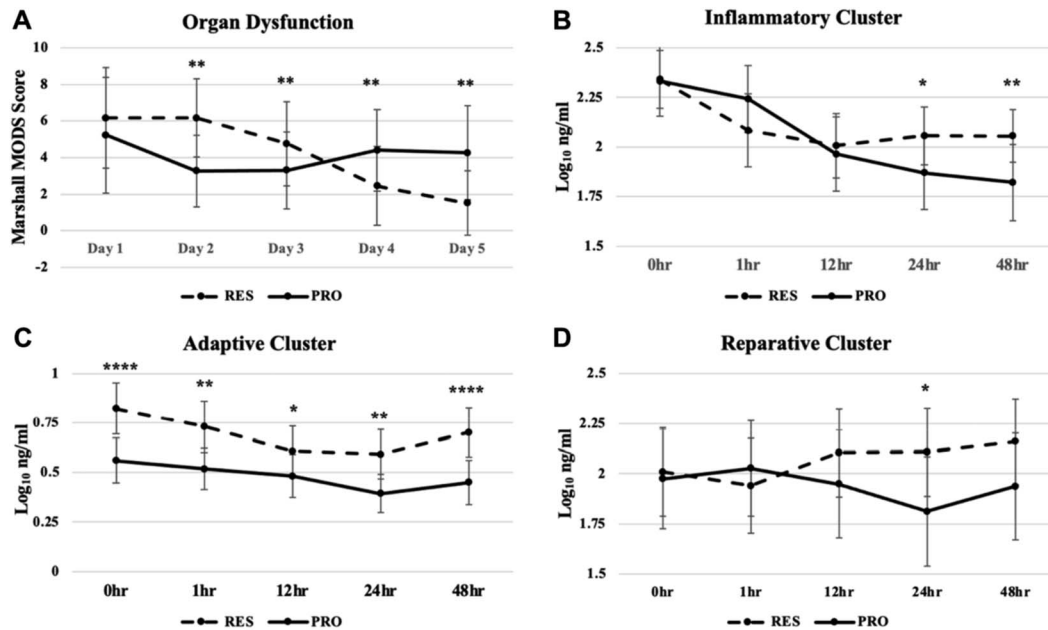 A
Organ Dysfunction
Marshall MODS Score
10
8
6
4
2
0
-2
** ** ** **
Day 1 Day 2 Day 3 Day 4 Day 5
RES PRO
B
Inflammatory Cluster
Log₁₀ ng/ml
2.5
2.25
2
1.75
1.5
* **
0hr 1hr 12hr 24hr 48hr
RES PRO
C
Adaptive Cluster
Log₁₀ ng/ml
1
0.75
0.5
0.25
0
**** ** * ** ****
0hr 1hr 12hr 24hr 48hr
RES PRO
D
Reparative Cluster
Log₁₀ ng/ml
2.5
2.25
2
1.75
1.5
*
0hr 1hr 12hr 24hr 48hr
RES PRO